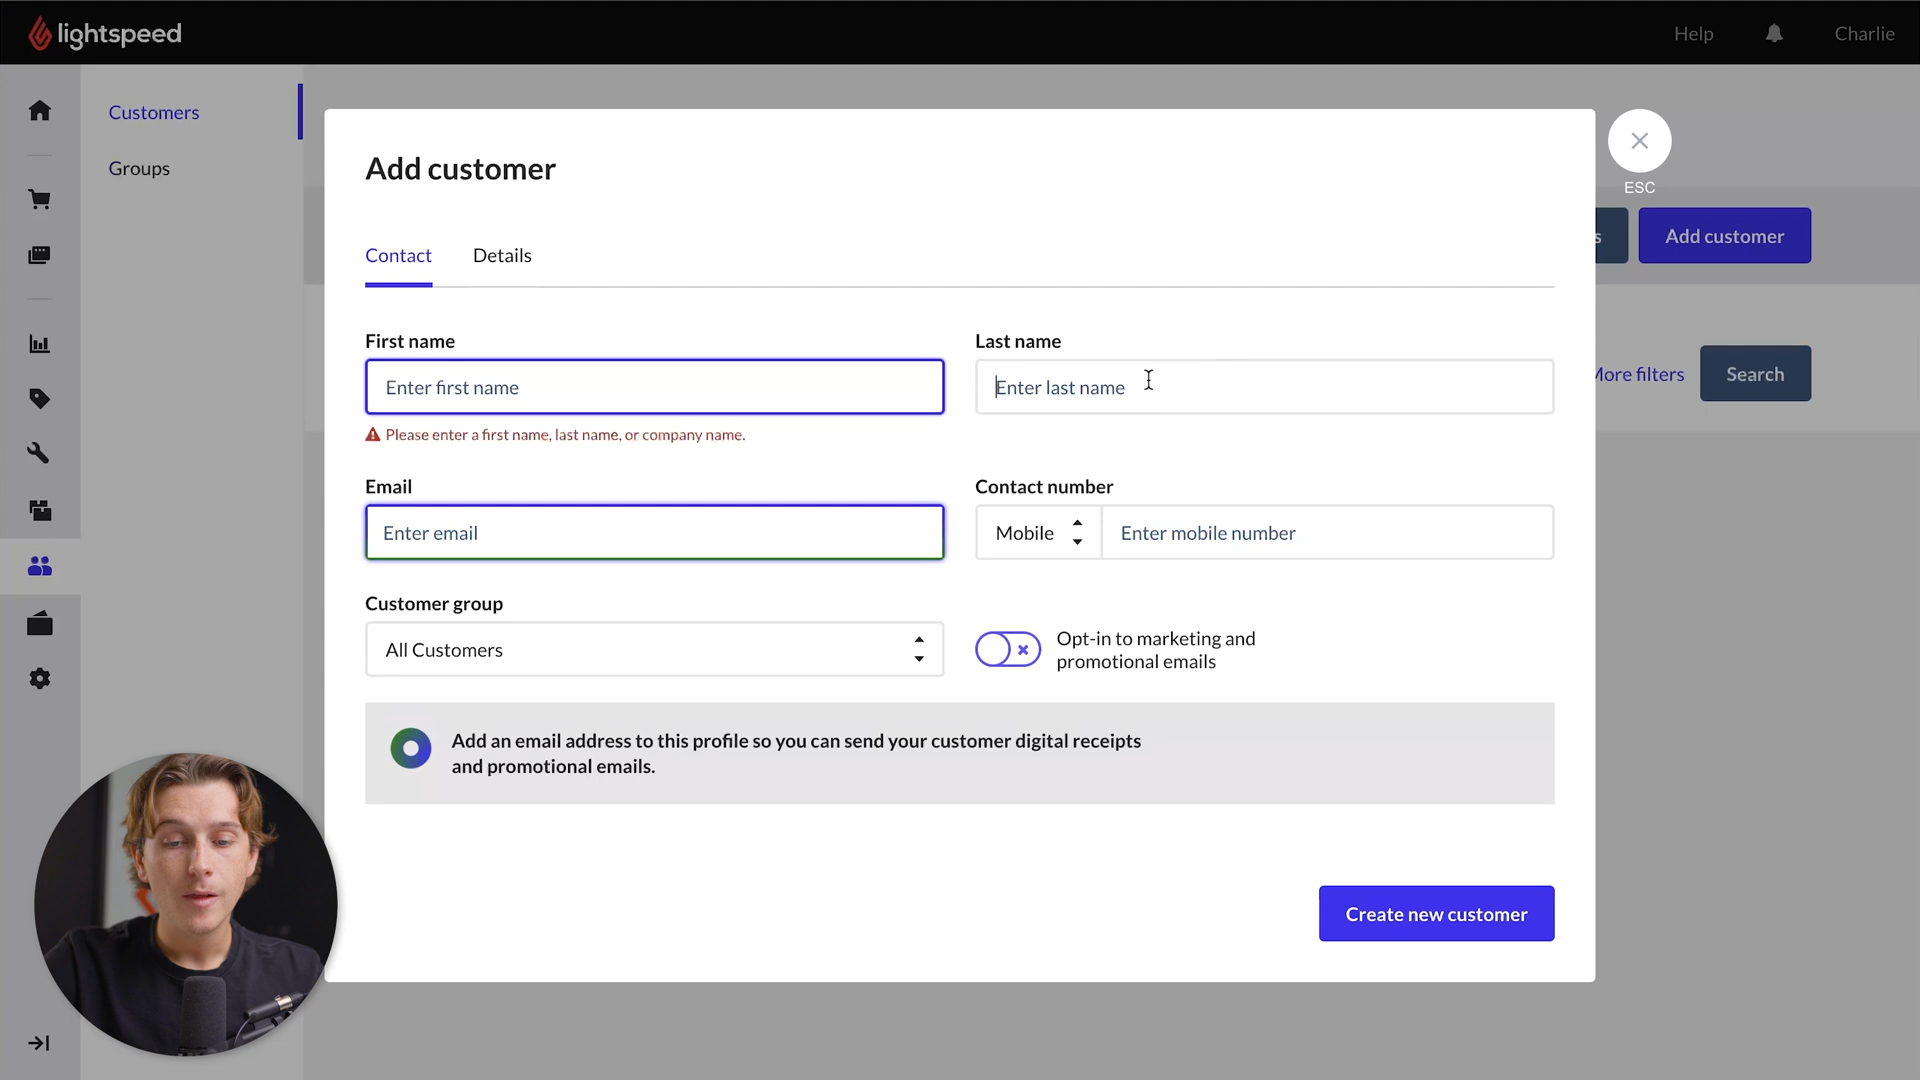 lightspeed
Help
Charlie
Customers
Groups
Add customer
ESC
s
Add customer
Contact
Details
First name
Last name
Enter first name
Enter last name
Please enter a first name, last name, or company name.
More filters
Search
Email
Contact number
Enter email
Mobile
Enter mobile number
Customer group
All Customers
Opt-in to marketing and
promotional emails
Add an email address to this profile so you can send your customer digital receipts
and promotional emails.
Create new customer